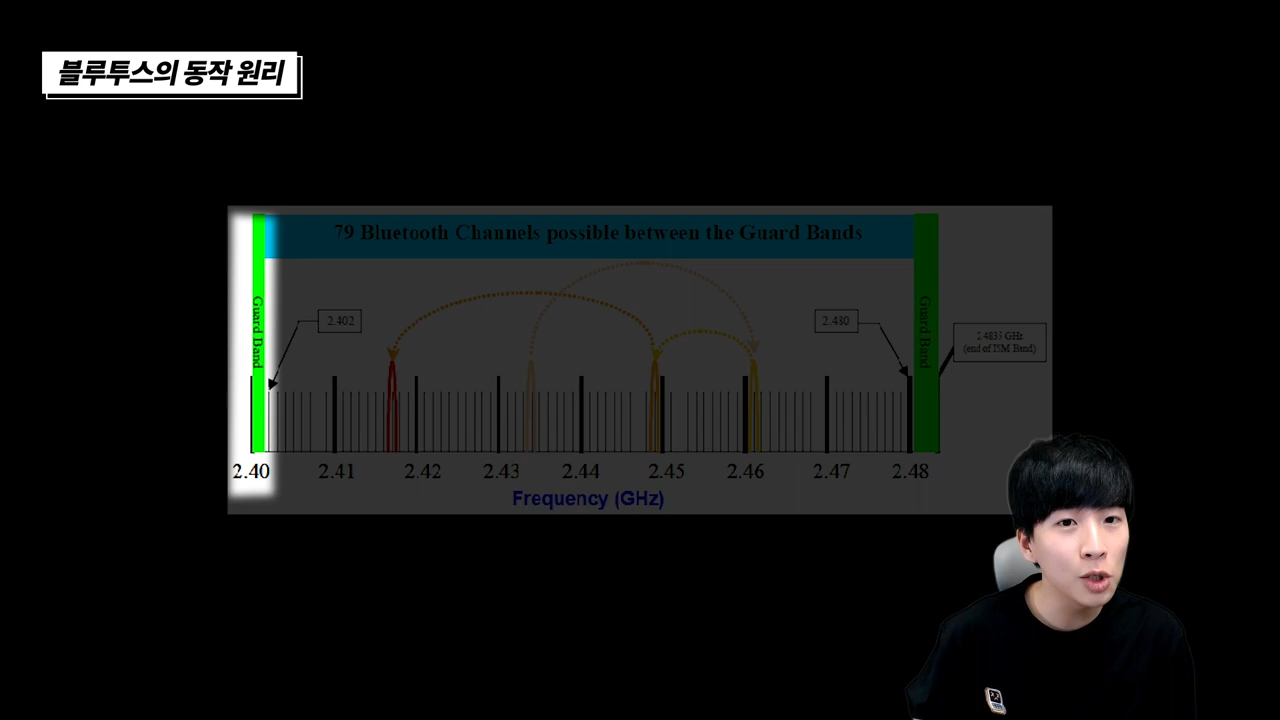 블루투스의 동작 원리
79 Bluetooth Channels possible between the Guard Bands
Guard Band
2.402
2.480
Guard Band
2.4835 GHz
(end of ISM Band)
2.40 2.41 2.42 2.43 2.44 2.45 2.46 2.47 2.48
Frequency (GHz)